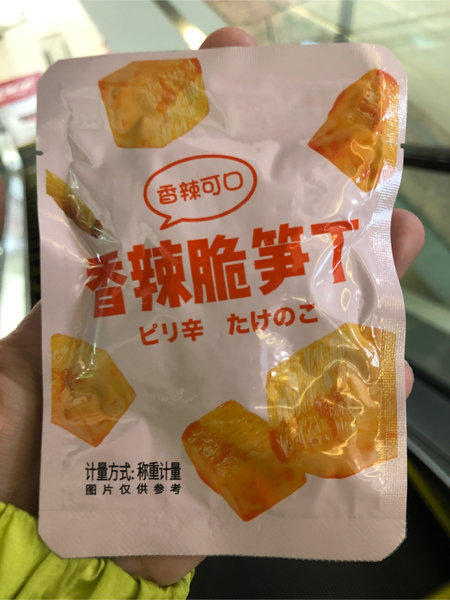 香辣可口
香辣脆笋丁
ピリ辛 たけのこ
计量方式:称重计量
图片仅供参考